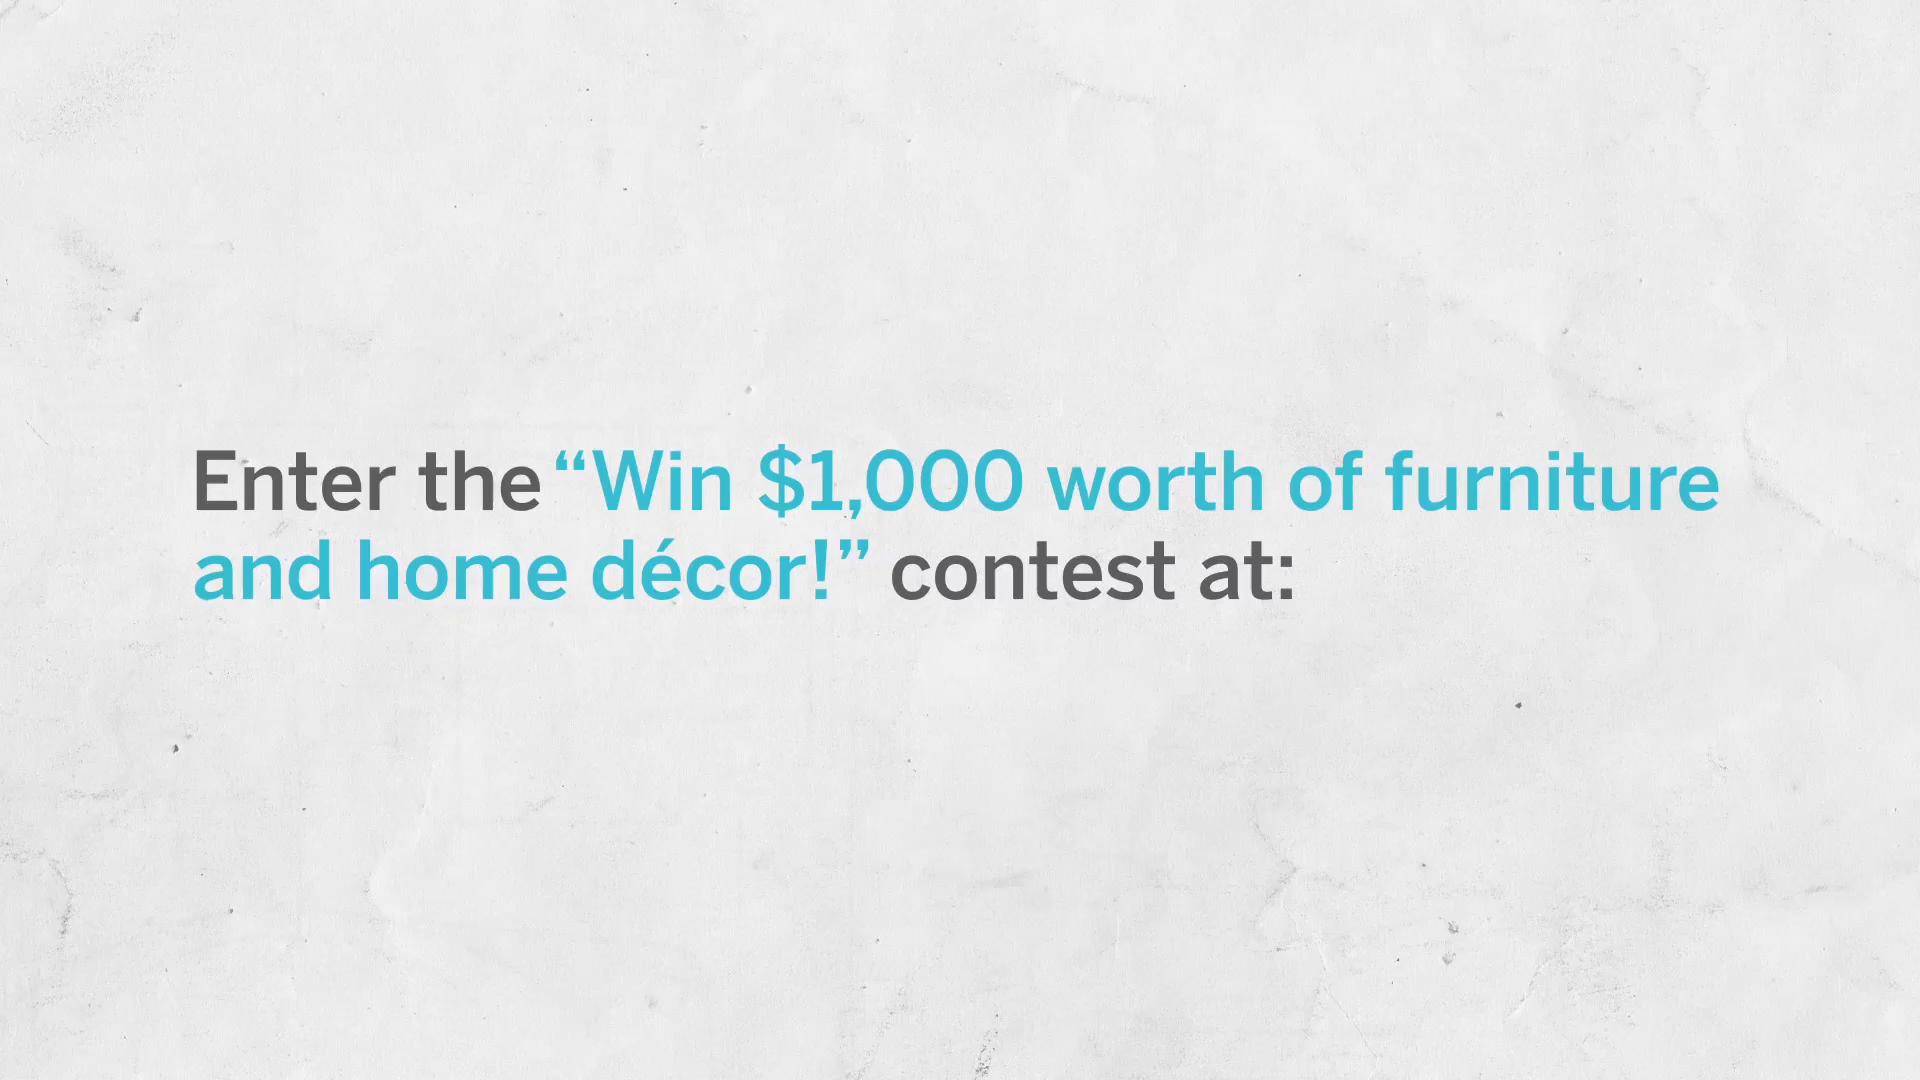 Enter the “Win $1,000 worth of furniture
and home décor!” contest at: